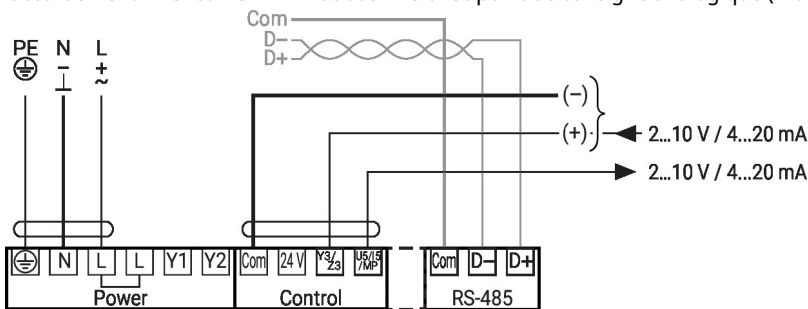 Com
D−
D+
PE N L
− +
⊥ ~
(−)
(+) 2...10 V / 4...20 mA
2...10 V / 4...20 mA
N L L Y1 Y2 Com 24 V Y3/Z3 U5/I5/MP Com D− D+
Power Control RS-485